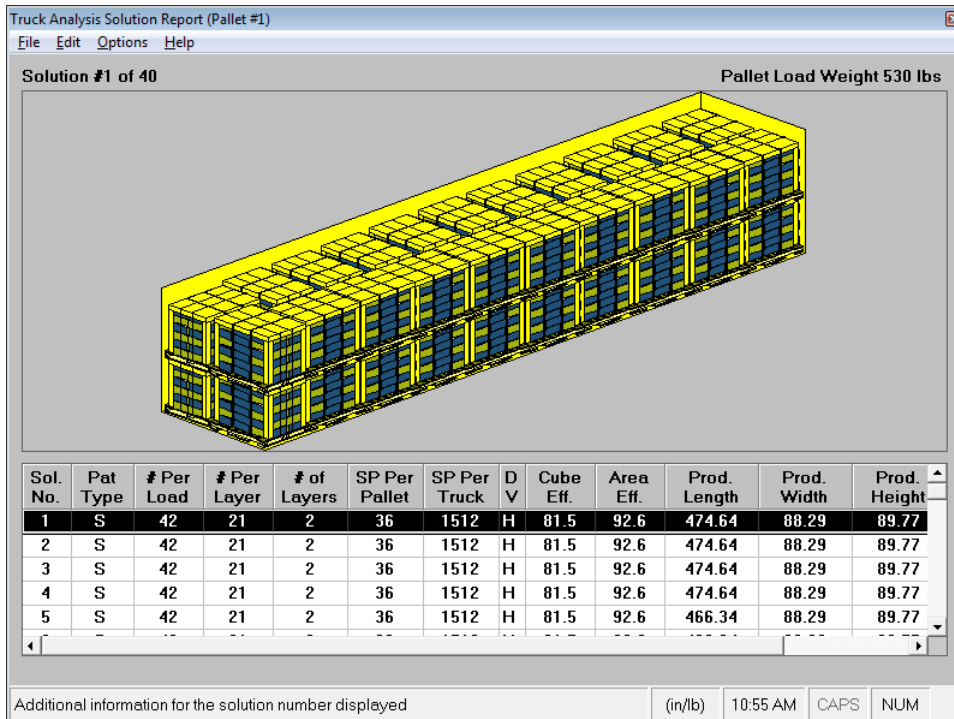 Truck Analysis Solution Report (Pallet #1)
File Edit Options Help
Solution #1 of 40 Pallet Load Weight 530 lbs
Sol. No. Pat Type # Per Load # Per Layer # of Layers SP Per Pallet SP Per Truck D V Cube Eff. Area Eff. Prod. Length Prod. Width Prod. Height
1 S 42 21 2 36 1512 H 81.5 92.6 474.64 88.29 89.77
2 S 42 21 2 36 1512 H 81.5 92.6 474.64 88.29 89.77
3 S 42 21 2 36 1512 H 81.5 92.6 474.64 88.29 89.77
4 S 42 21 2 36 1512 H 81.5 92.6 474.64 88.29 89.77
5 S 42 21 2 36 1512 H 81.5 92.6 466.34 88.29 89.77
Additional information for the solution number displayed (in/lb) 10:55 AM CAPS NUM